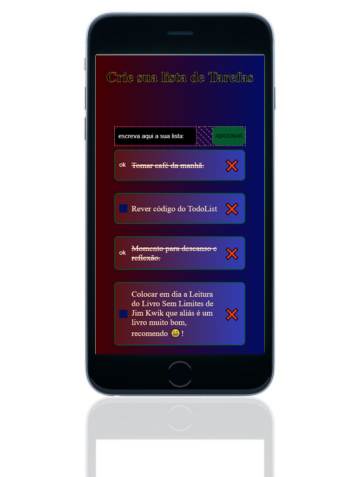 Crie sua lista de Tarefas
escreva aqui a sua lista: ADICIONAR
ok Tomar café da manhã.
Rever código do TodoList
ok Momento para descanso e
reflexão.
Colocar em dia a Leitura
do Livro Sem Limites de
Jim Kwik que aliás é um
livro muito bom,
recomendo 😉!